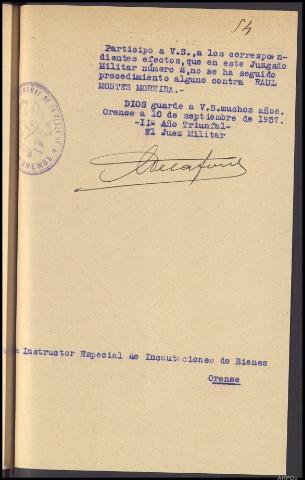 54
Participo a V.S.,a los correspon-
dientes efectos,que en este Juzgado
Militar número 2,no se ha seguido
procedimiento alguno contra RAUL
MONTES MOREIRA.-
DIOS guarde a V.S.muchos años.
Orense a 10 de septiembre de 1937.
-IIº Año Triunfal-
El Juez Militar
ORENSE
Instructor Especial de Incautaciones de Bienes
Orense